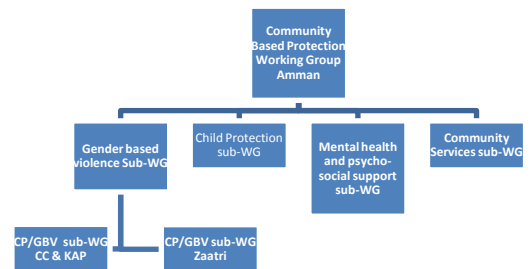 Community
Based Protection
Working Group
Amman
Gender based
violence Sub-WG
Child Protection
sub-WG
Mental health
and psycho-
social support
sub-WG
Community
Services sub-WG
CP/GBV sub-WG
CC & KAP
CP/GBV sub-WG
Zaatri